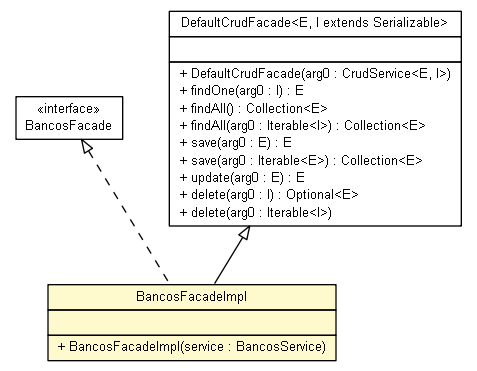 DefaultCrudFacade<E, I extends Serializable>
+ DefaultCrudFacade(arg0 : CrudService<E, I>)
+ findOne(arg0 : I) : E
+ findAll() : Collection<E>
+ findAll(arg0 : Iterable<I>) : Collection<E>
+ save(arg0 : E) : E
+ save(arg0 : Iterable<E>) : Collection<E>
+ update(arg0 : E) : E
+ delete(arg0 : I) : Optional<E>
+ delete(arg0 : Iterable<I>)
«interface»
BancosFacade
BancosFacadeImpl
+ BancosFacadeImpl(service : BancosService)